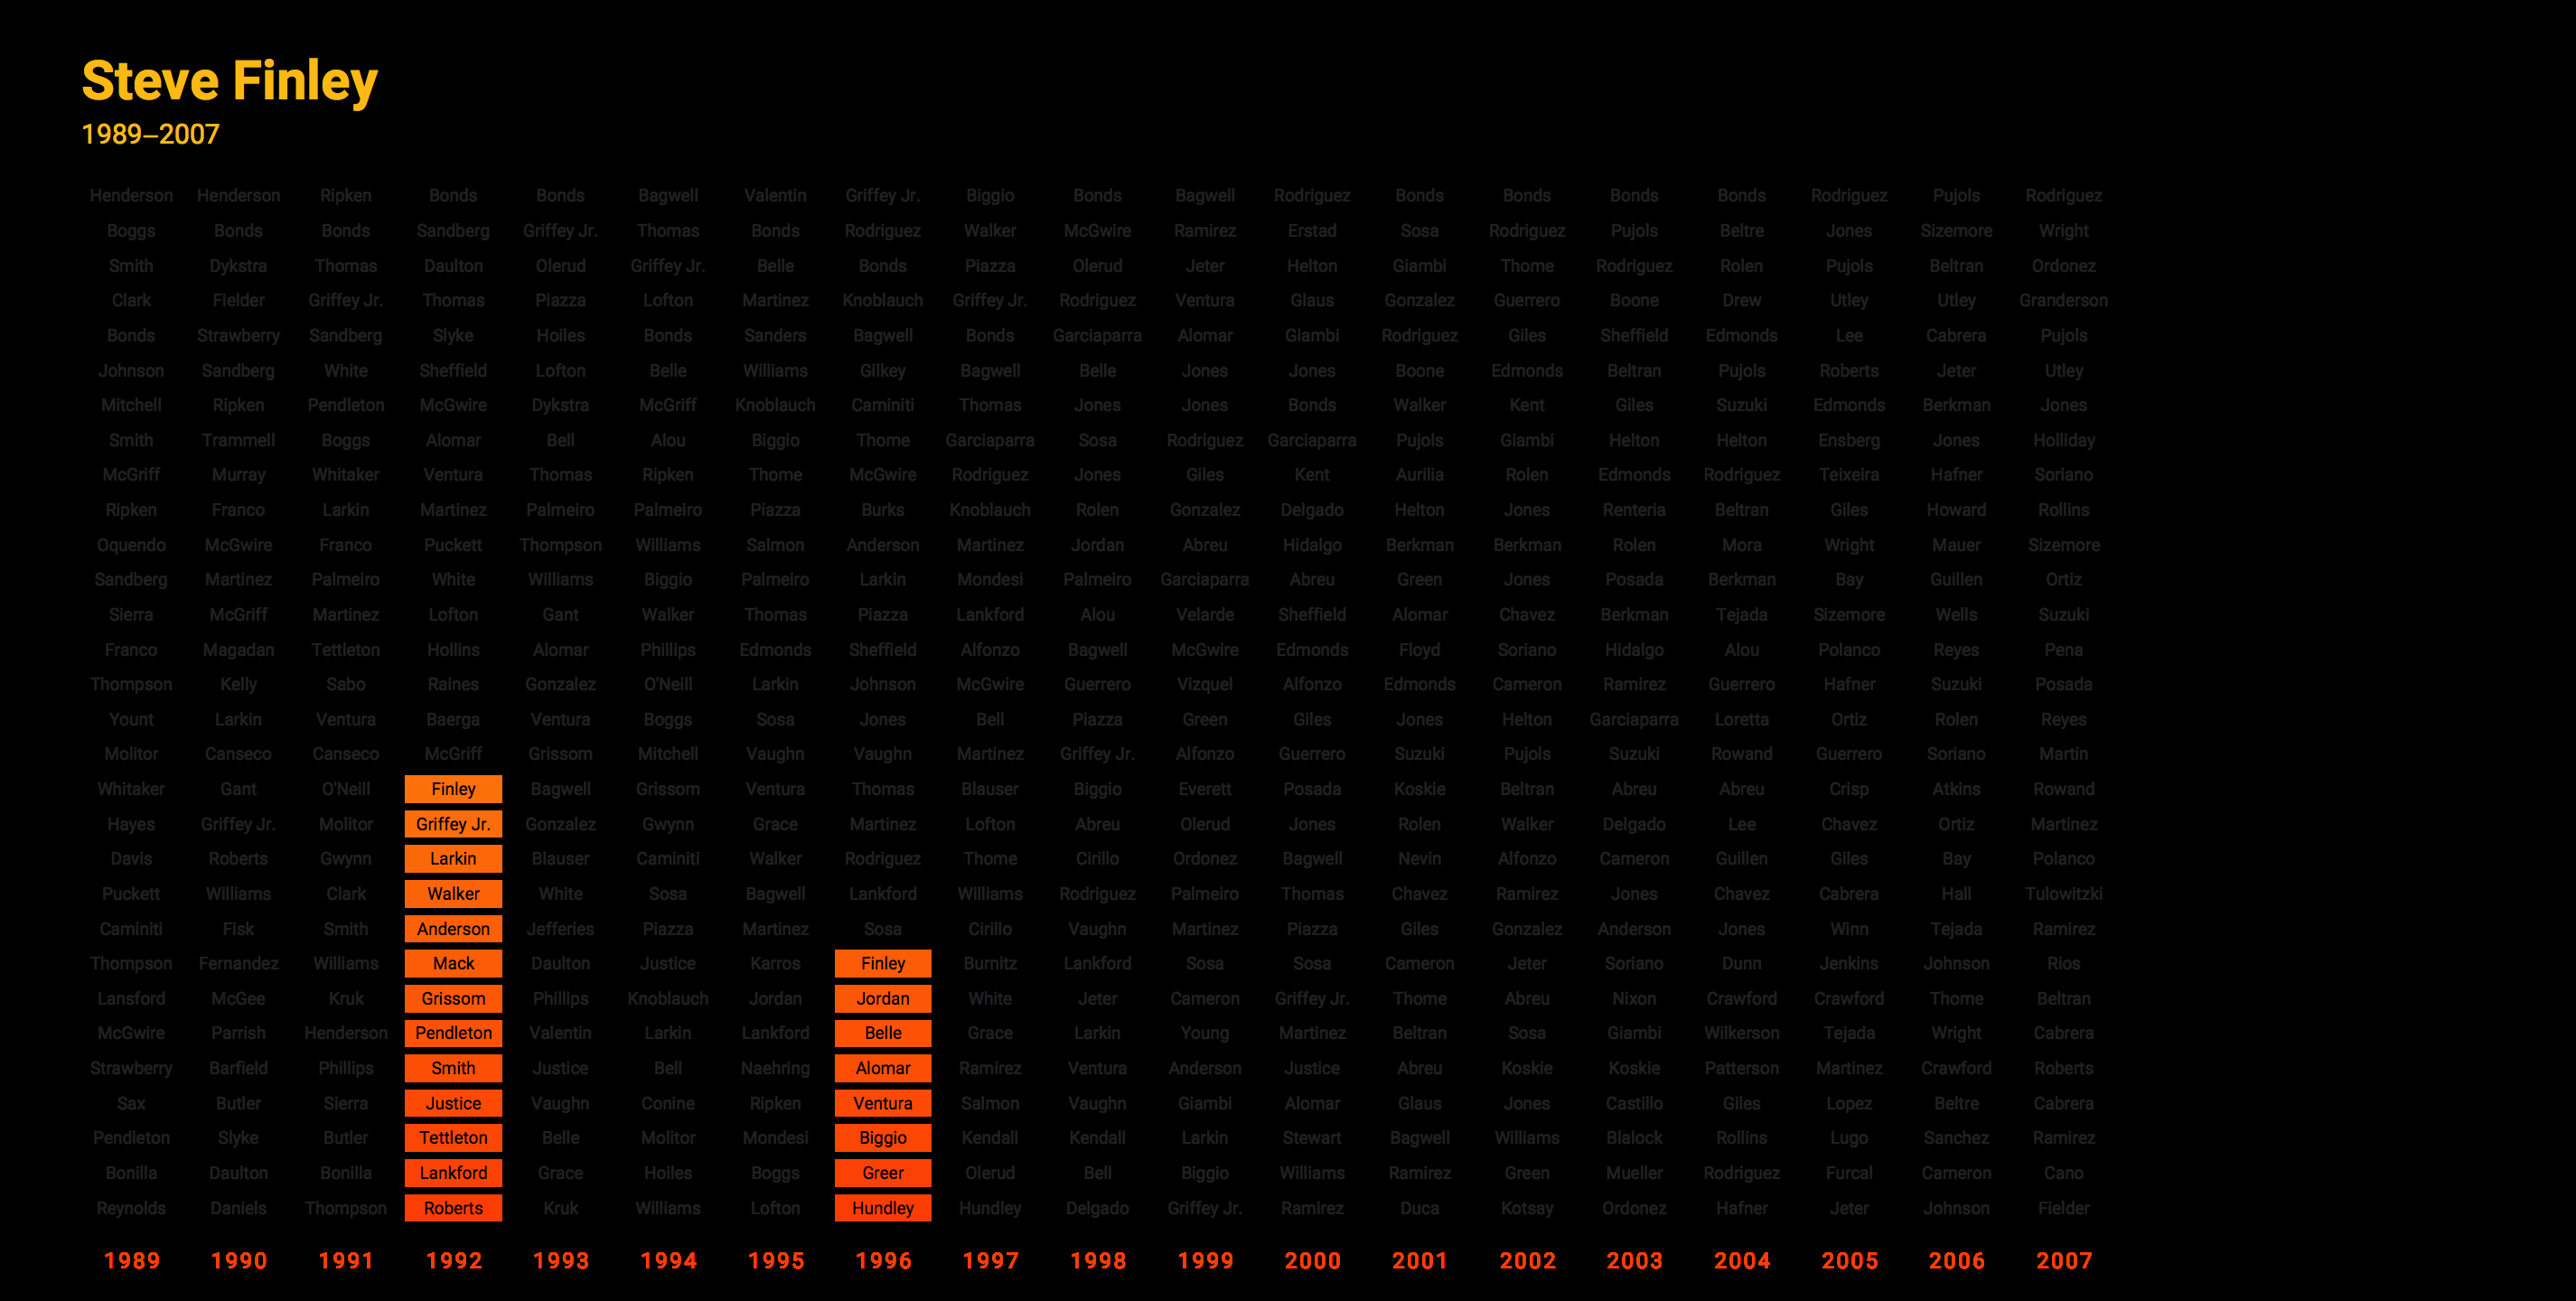 Steve Finley
1989–2007
Henderson Henderson Ripken Bonds Bonds Bagwell Valentin Griffey Jr. Biggio Bonds Bagwell Rodriguez Bonds Bonds Bonds Bonds Rodriguez Pujols Rodriguez
Boggs Bonds Bonds Sandberg Griffey Jr. Thomas Bonds Rodriguez Walker McGwire Ramirez Erstad Sosa Rodriguez Pujols Beltre Jones Sizemore Wright
Smith Dykstra Thomas Daulton Olerud Griffey Jr. Belle Bonds Piazza Olerud Jeter Helton Giambi Thome Rodriguez Rolen Pujols Beltran Ordonez
Clark Fielder Griffey Jr. Thomas Piazza Lofton Martinez Knoblauch Griffey Jr. Rodriguez Ventura Glaus Gonzalez Guerrero Boone Drew Utley Utley Granderson
Bonds Strawberry Sandberg Slyke Hoiles Bonds Sanders Bagwell Bonds Garciaparra Alomar Giambi Rodriguez Giles Sheffield Edmonds Lee Cabrera Pujols
Johnson Sandberg White Sheffield Lofton Belle Williams Gilkey Bagwell Belle Jones Jones Boone Edmonds Beltran Pujols Roberts Jeter Utley
Mitchell Ripken Pendleton McGwire Dykstra McGriff Knoblauch Caminiti Thomas Jones Jones Bonds Walker Kent Giles Suzuki Edmonds Berkman Jones
Smith Trammell Boggs Alomar Bell Alou Biggio Thome Garciaparra Sosa Rodriguez Garciaparra Pujols Giambi Helton Helton Ensberg Jones Holliday
McGriff Murray Whitaker Ventura Thomas Ripken Thome McGwire Rodriguez Jones Giles Kent Aurilia Rolen Edmonds Rodriguez Teixeira Hafner Soriano
Ripken Franco Larkin Martinez Palmeiro Palmeiro Piazza Burks Knoblauch Rolen Gonzalez Delgado Helton Jones Renteria Beltran Giles Howard Rollins
Oquendo McGwire Franco Puckett Thompson Williams Salmon Anderson Martinez Jordan Abreu Hidalgo Berkman Berkman Rolen Mora Wright Mauer Sizemore
Sandberg Martinez Palmeiro White Williams Biggio Palmeiro Larkin Mondesi Palmeiro Garciaparra Abreu Green Jones Posada Berkman Bay Guillen Ortiz
Sierra McGriff Martinez Lofton Gant Walker Thomas Piazza Lankford Alou Velarde Sheffield Alomar Chavez Berkman Tejada Sizemore Wells Suzuki
Franco Magadan Tettleton Hollins Alomar Phillips Edmonds Sheffield Alfonzo Bagwell McGwire Edmonds Floyd Soriano Hidalgo Alou Polanco Reyes Pena
Thompson Kelly Sabo Raines Gonzalez O'Neill Larkin Johnson McGwire Guerrero Vizquel Alfonzo Edmonds Cameron Ramirez Guerrero Hafner Suzuki Posada
Yount Larkin Ventura Baerga Ventura Boggs Sosa Jones Bell Piazza Green Giles Jones Helton Garciaparra Loretta Ortiz Rolen Reyes
Molitor Canseco Canseco McGriff Grissom Mitchell Vaughn Vaughn Martinez Griffey Jr. Alfonzo Guerrero Suzuki Pujols Suzuki Rowand Guerrero Soriano Martin
Whitaker Gant O'Neill Finley Bagwell Grissom Ventura Thomas Blauser Biggio Everett Posada Koskie Beltran Abreu Abreu Crisp Atkins Rowand
Hayes Griffey Jr. Molitor Griffey Jr. Gonzalez Gwynn Grace Martinez Lofton Abreu Olerud Jones Rolen Walker Delgado Lee Chavez Ortiz Martinez
Davis Roberts Gwynn Larkin Blauser Caminiti Walker Rodriguez Thome Cirillo Ordonez Bagwell Nevin Alfonzo Cameron Guillen Giles Bay Polanco
Puckett Williams Clark Walker White Sosa Bagwell Lankford Williams Rodriguez Palmeiro Thomas Chavez Ramirez Jones Chavez Cabrera Hall Tulowitzki
Caminiti Fisk Smith Anderson Jefferies Piazza Martinez Sosa Cirillo Vaughn Martinez Piazza Giles Gonzalez Anderson Jones Winn Tejada Ramirez
Thompson Fernandez Williams Mack Daulton Justice Karros Finley Burnitz Lankford Sosa Sosa Cameron Jeter Soriano Dunn Jenkins Johnson Rios
Lansford McGee Kruk Grissom Phillips Knoblauch Jordan Jordan White Jeter Cameron Griffey Jr. Thome Abreu Nixon Crawford Crawford Thome Beltran
McGwire Parrish Henderson Pendleton Valentin Larkin Lankford Belle Grace Larkin Young Martinez Beltran Sosa Giambi Wilkerson Tejada Wright Cabrera
Strawberry Barfield Phillips Smith Justice Bell Naehring Alomar Ramirez Ventura Anderson Justice Abreu Koskie Koskie Patterson Martinez Crawford Roberts
Sax Butler Sierra Justice Vaughn Conine Ripken Ventura Salmon Vaughn Giambi Alomar Glaus Jones Castillo Giles Lopez Beltre Cabrera
Pendleton Slyke Butler Tettleton Belle Molitor Mondesi Biggio Kendall Kendall Larkin Stewart Bagwell Williams Blalock Rollins Lugo Sanchez Ramirez
Bonilla Daulton Bonilla Lankford Grace Hoiles Boggs Greer Olerud Bell Biggio Williams Ramirez Green Mueller Rodriguez Furcal Cameron Cano
Reynolds Daniels Thompson Roberts Kruk Williams Lofton Hundley Hundley Delgado Griffey Jr. Ramirez Duca Kotsay Ordonez Hafner Jeter Johnson Fielder
1989 1990 1991 1992 1993 1994 1995 1996 1997 1998 1999 2000 2001 2002 2003 2004 2005 2006 2007